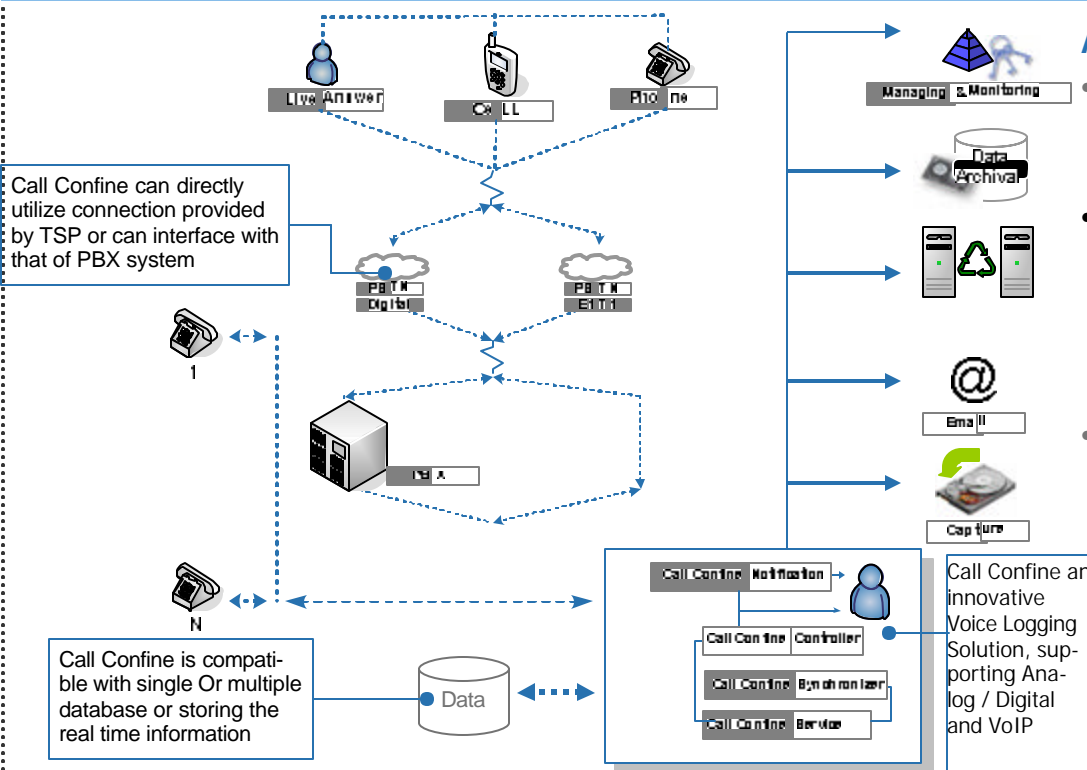 Live Answer
CeLL
Phone
Managing & Monitoring
Data
Archival
Call Confine can directly
utilize connection provided
by TSP or can interface with
that of PBX system
PSTN
Digital
PSTN
E1T1
1
Email
PBX
Capture
N
Call Confine Notification
Call Confine Controller
Call Confine Synchronizer
Call Confine Service
Call Confine an
innovative
Voice Logging
Solution, sup-
porting Ana-
log / Digital
and VoIP
Call Confine is compati-
ble with single Or multiple
database or storing the
real time information
Data